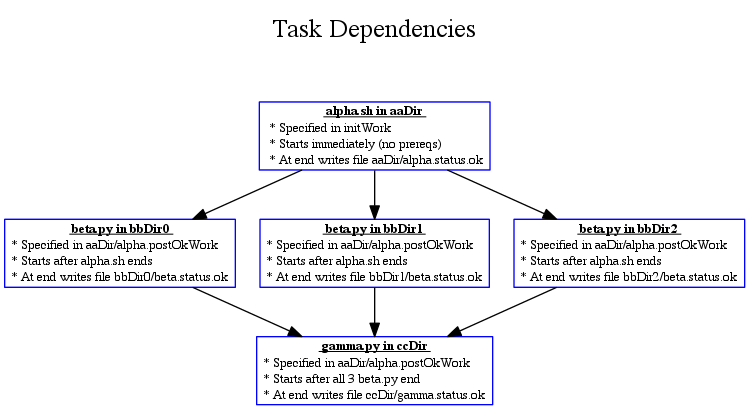 Task Dependencies
alpha.sh in aaDir
* Specified in initWork
* Starts immediately (no prereqs)
* At end writes file aaDir/alpha.status.ok
beta.py in bbDir0
* Specified in aaDir/alpha.postOkWork
* Starts after alpha.sh ends
* At end writes file bbDir0/beta.status.ok
beta.py in bbDir1
* Specified in aaDir/alpha.postOkWork
* Starts after alpha.sh ends
* At end writes file bbDir1/beta.status.ok
beta.py in bbDir2
* Specified in aaDir/alpha.postOkWork
* Starts after alpha.sh ends
* At end writes file bbDir2/beta.status.ok
gamma.py in ccDir
* Specified in aaDir/alpha.postOkWork
* Starts after all 3 beta.py end
* At end writes file ccDir/gamma.status.ok